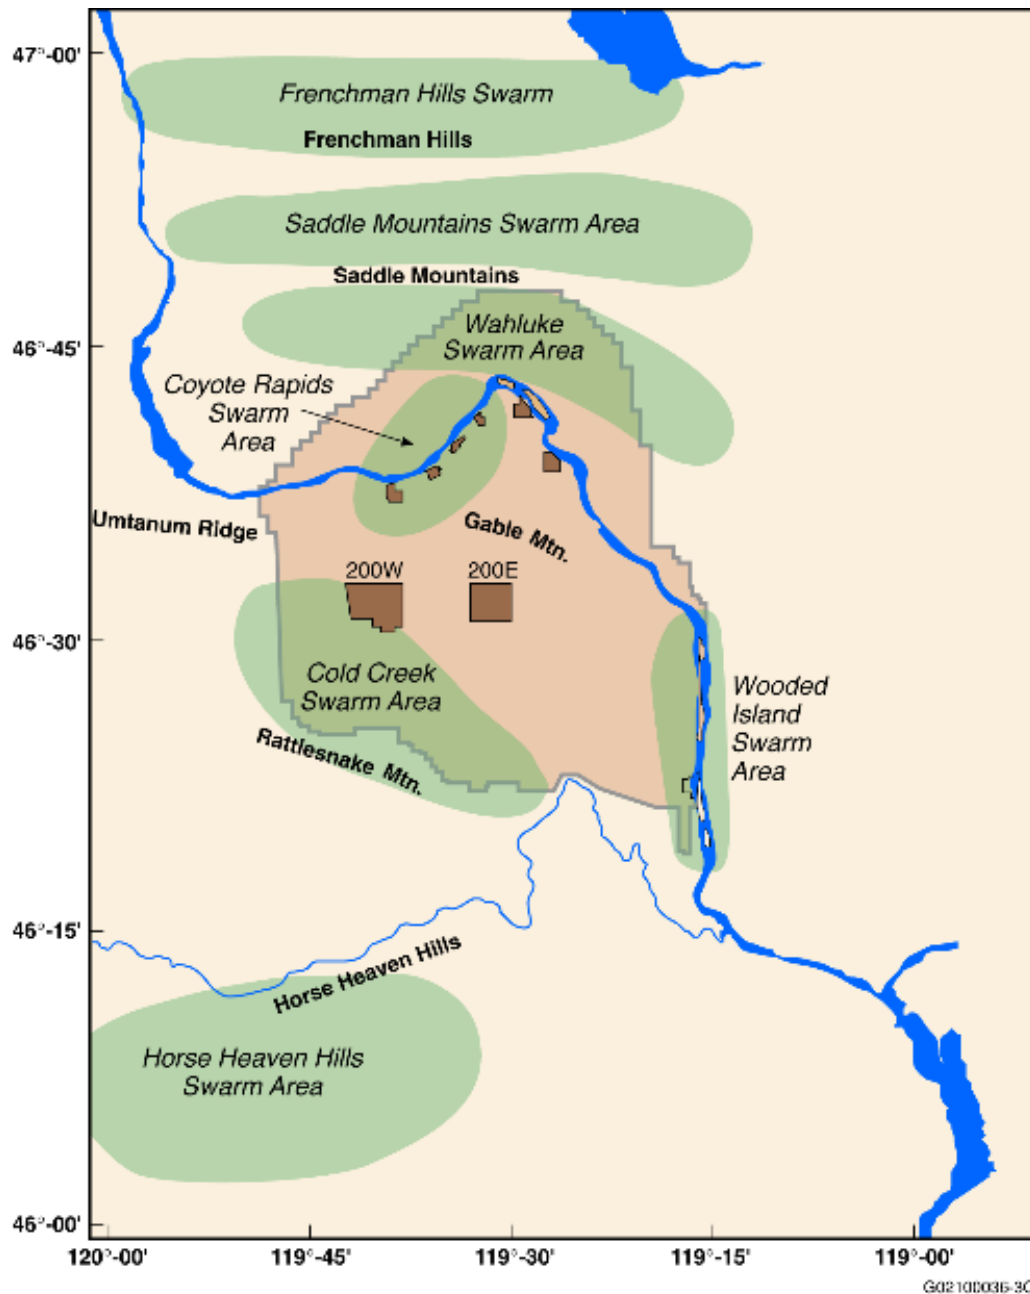 47°-00'
Frenchman Hills Swarm
Frenchman Hills
Saddle Mountains Swarm Area
Saddle Mountains
Wahluke
Swarm Area
46°-45'
Coyote Rapids
Swarm
Area
Umtanum Ridge
Gable Mtn.
200W
200E
46°-30'
Cold Creek
Swarm Area
Wooded
Island
Swarm
Area
Rattlesnake Mtn.
46°-15'
Horse Heaven Hills
Horse Heaven Hills
Swarm Area
46°-00'
120°-00'
119°-45'
119°-30'
119°-15'
119°-00'